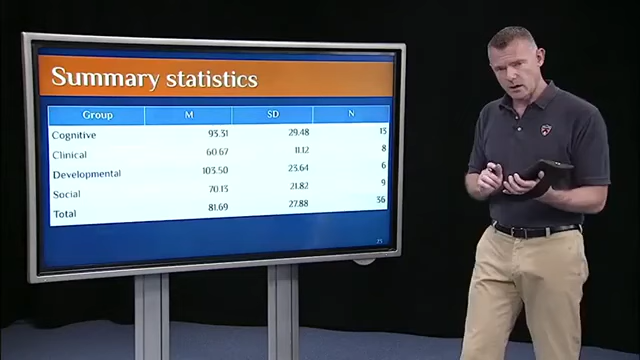 Summary statistics
Group M SD N
Cognitive 93.31 29.48 13
Clinical 60.67 11.12 8
Developmental 103.50 23.64 6
Social 70.13 21.82 9
Total 81.69 27.88 36
25